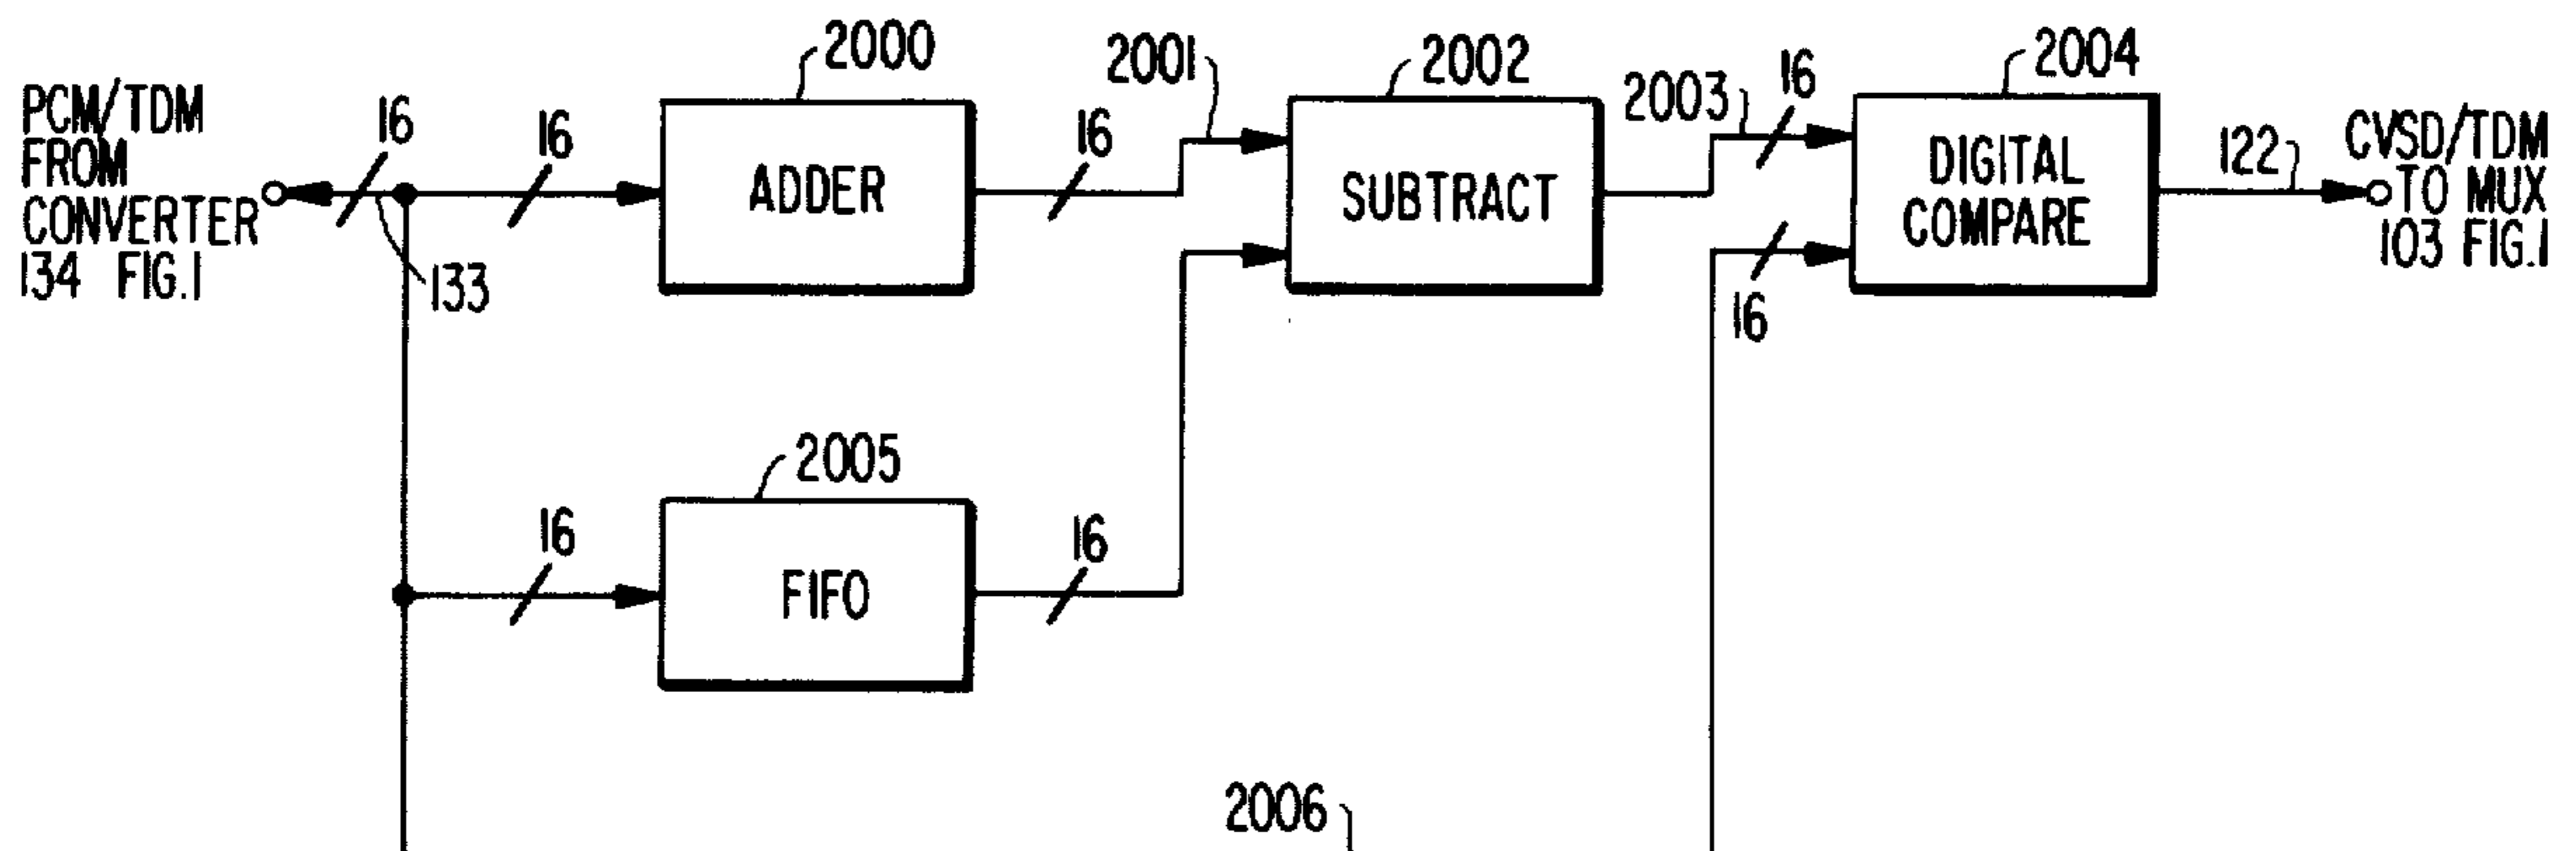 PCM/TDM
FROM
CONVERTER
134 FIG.1
16
133
16
2000
ADDER
16
2001
2002
SUBTRACT
2003
16
16
2004
DIGITAL
COMPARE
122
CVSD/TDM
TO MUX
103 FIG.1
16
2005
FIFO
16
2006